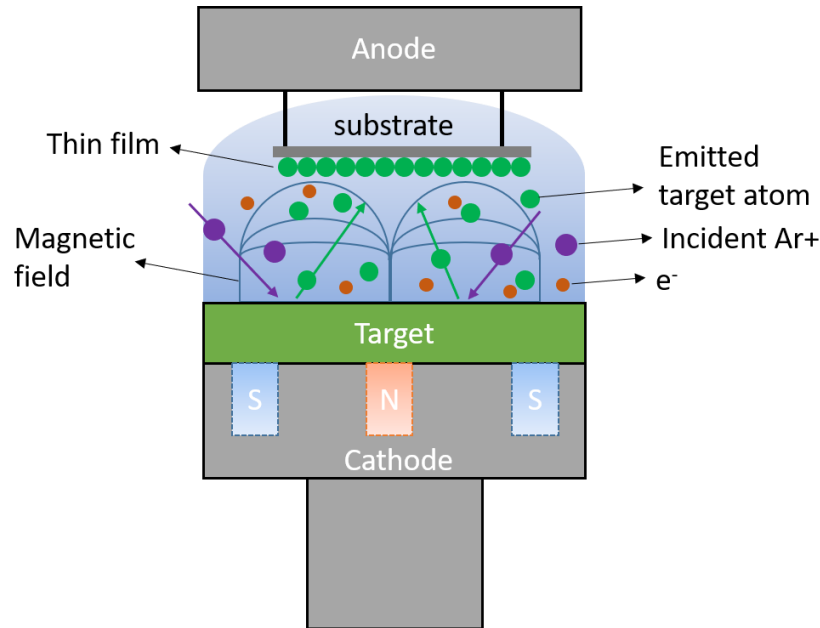 Anode
substrate
Thin film
Emitted
target atom
Incident Ar+
Magnetic
field
e-
Target
S
N
S
Cathode